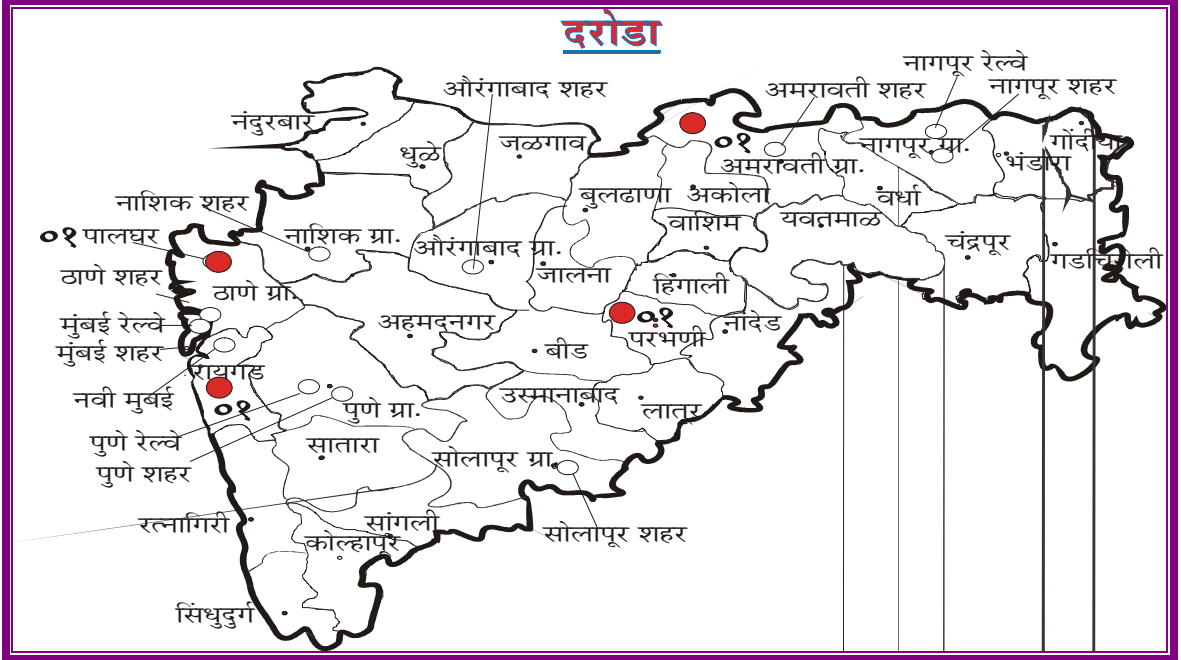 दरोडा
नागपूर रेल्वे
औरंगाबाद शहर
अमरावती शहर
नागपूर शहर
नंदुरबार
धुळे
जळगाव
०१
अमरावती ग्रा.
नागपूर ग्रा.
भंडारा
गोंदीया
बुलढाणा
अकोला
वर्धा
नाशिक शहर
वाशिम
यवतमाळ
०१ पालघर
नाशिक ग्रा.
औरंगाबाद ग्रा.
चंद्रपूर
गडचिरोली
ठाणे शहर
जालना
हिंगाली
ठाणे ग्रा.
मुंबई रेल्वे
अहमदनगर
०१
परभणी
नांदेड
मुंबई शहर
बीड
रायगड
०१
नवी मुंबई
पुणे ग्रा.
उस्मानाबाद
लातूर
पुणे रेल्वे
सातारा
पुणे शहर
सोलापूर ग्रा.
रत्नागिरी
सांगली
कोल्हापूर
सोलापूर शहर
सिंधुदुर्ग